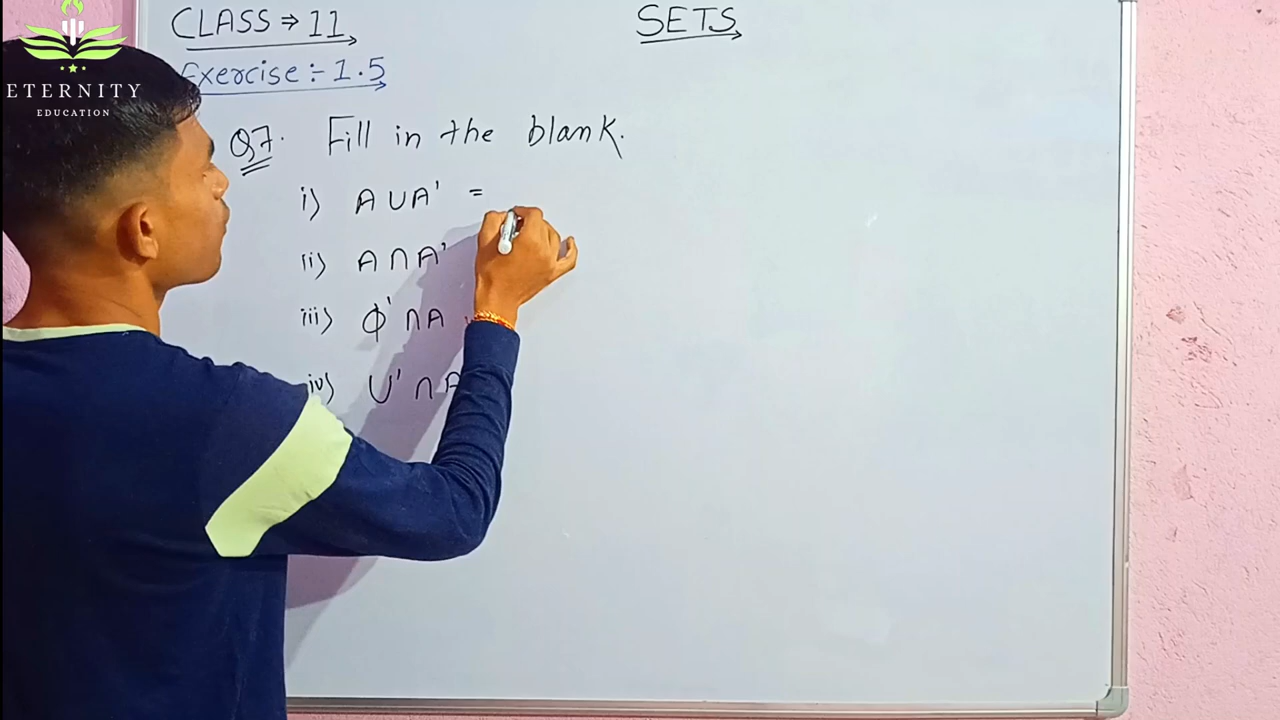 CLASS ⇒ 11
SETS
Exercise :- 1.5
ETERNITY
EDUCATION
Q7. Fill in the blank.
i) A ∪ A' =
ii) A ∩ A'
iii) ϕ' ∩ A
iv) U' ∩ A